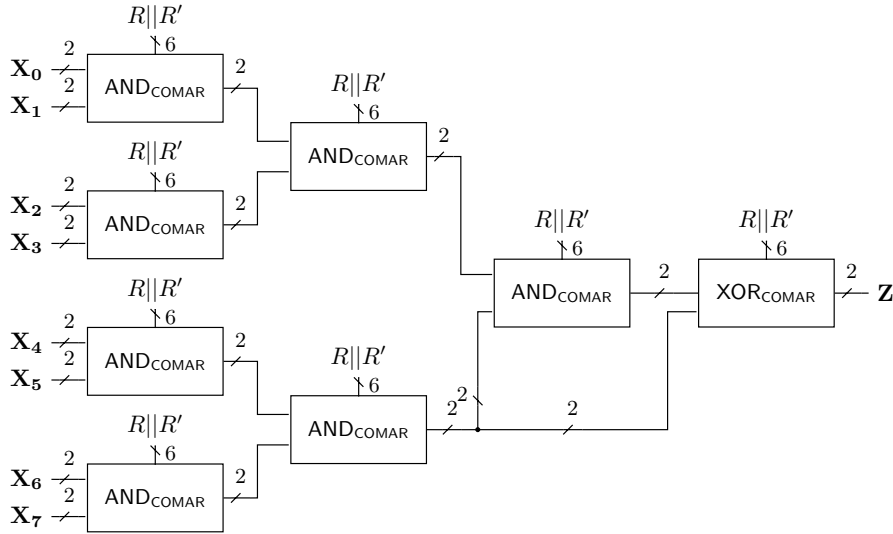 R||R′
6
2
X₀
2
X₁
AND_COMAR
2
R||R′
6
AND_COMAR
2
R||R′
6
2
X₂
2
X₃
AND_COMAR
2
R||R′
6
AND_COMAR
2
R||R′
6
XOR_COMAR
2
Z
R||R′
6
2
X₄
2
X₅
AND_COMAR
2
R||R′
6
AND_COMAR
2
2
2
R||R′
6
2
X₆
2
X₇
AND_COMAR
2